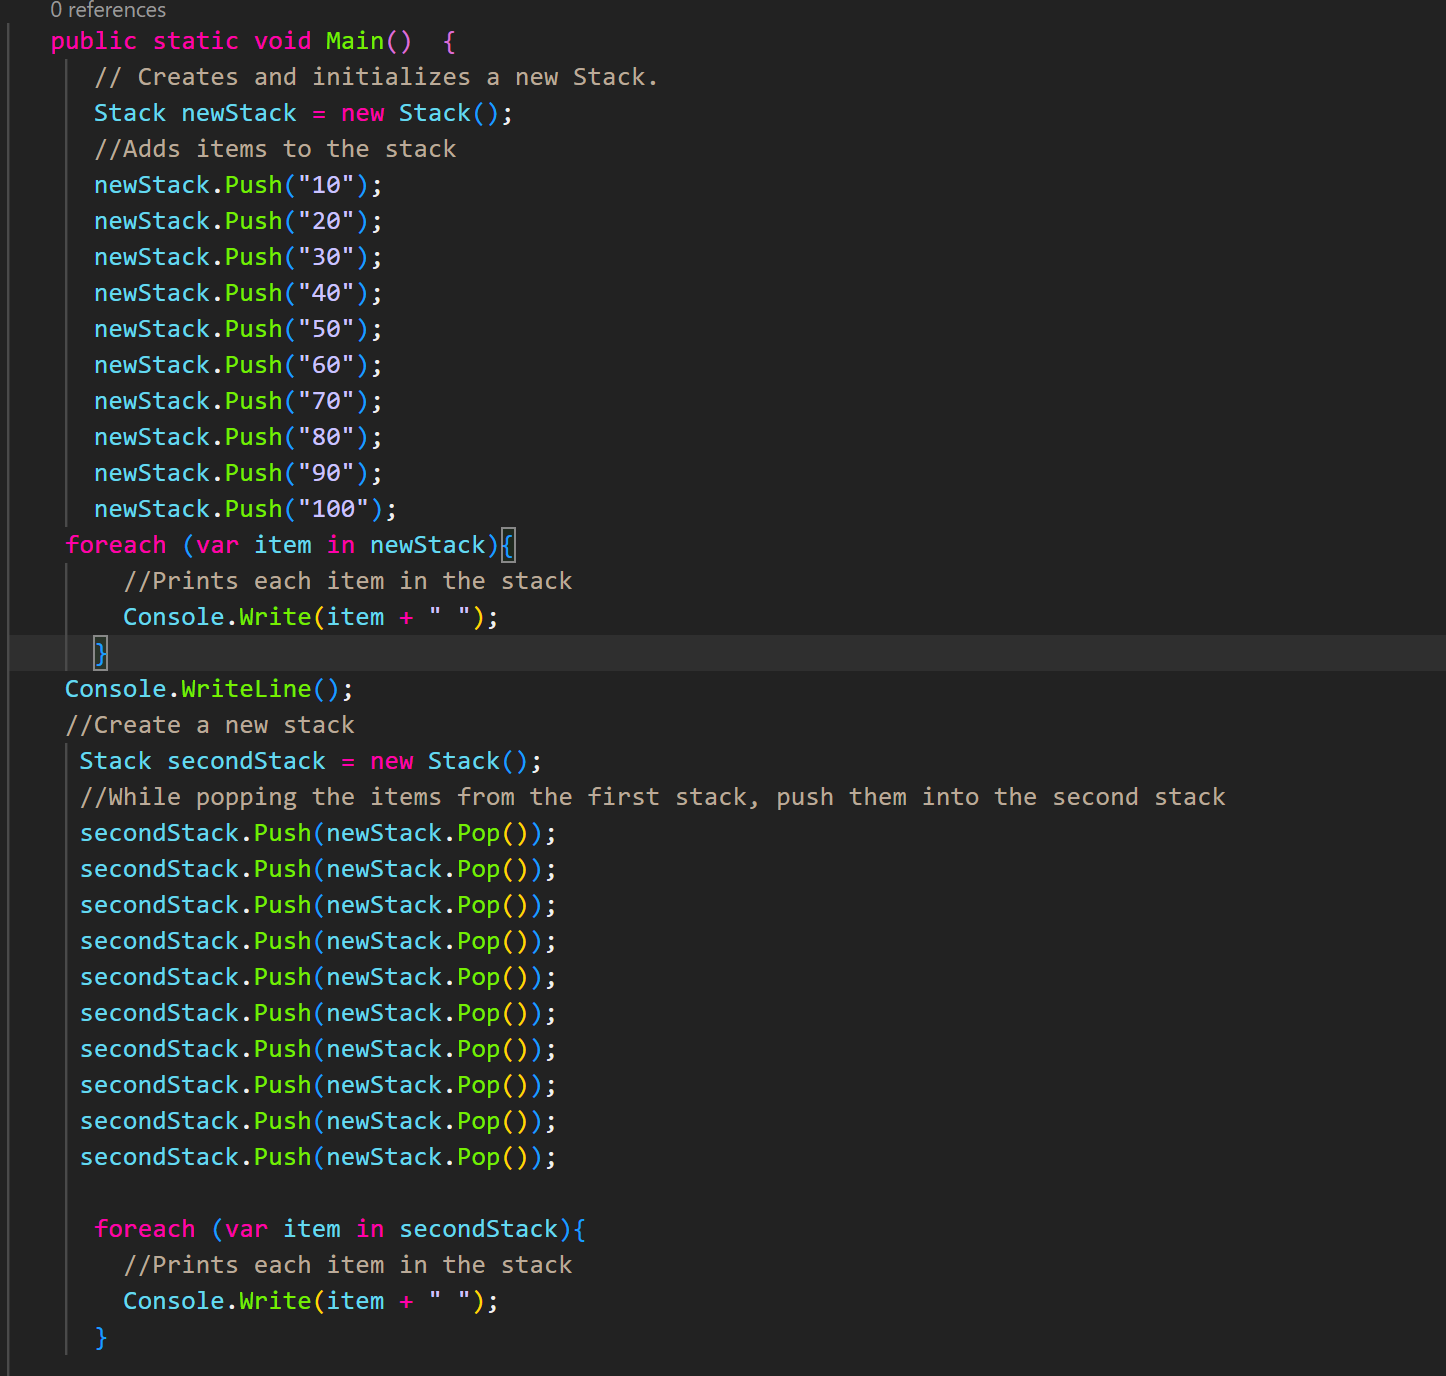 0 references
public static void Main()  {
// Creates and initializes a new Stack.
Stack newStack = new Stack();
//Adds items to the stack
newStack.Push("10");
newStack.Push("20");
newStack.Push("30");
newStack.Push("40");
newStack.Push("50");
newStack.Push("60");
newStack.Push("70");
newStack.Push("80");
newStack.Push("90");
newStack.Push("100");
foreach (var item in newStack){
//Prints each item in the stack
Console.Write(item + " ");
}
Console.WriteLine();
//Create a new stack
Stack secondStack = new Stack();
//While popping the items from the first stack, push them into the second stack
secondStack.Push(newStack.Pop());
secondStack.Push(newStack.Pop());
secondStack.Push(newStack.Pop());
secondStack.Push(newStack.Pop());
secondStack.Push(newStack.Pop());
secondStack.Push(newStack.Pop());
secondStack.Push(newStack.Pop());
secondStack.Push(newStack.Pop());
secondStack.Push(newStack.Pop());
secondStack.Push(newStack.Pop());
foreach (var item in secondStack){
//Prints each item in the stack
Console.Write(item + " ");
}